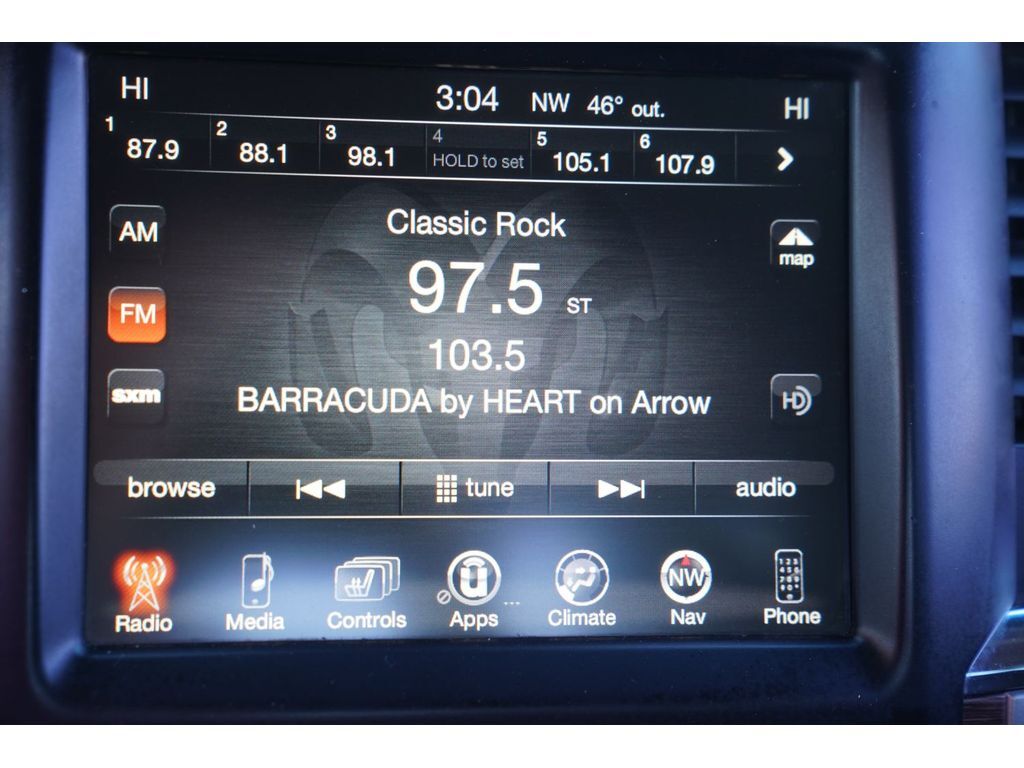 HI 3:04 NW 46° out. HI
1 87.9 2 88.1 3 98.1 4 HOLD to set 5 105.1 6 107.9
AM
Classic Rock
map
97.5 ST
FM
103.5
sxm
BARRACUDA by HEART on Arrow
HD
browse tune audio
NW
Radio Media Controls Apps Climate Nav Phone